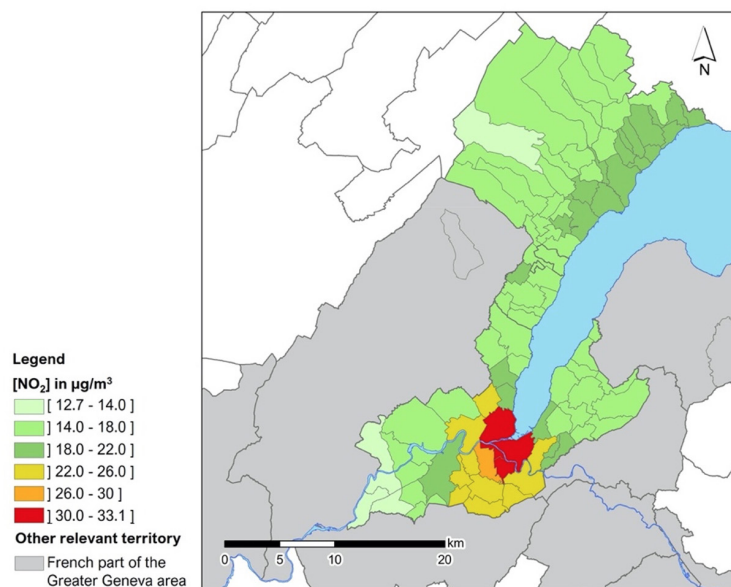 N
Legend
[NO₂] in µg/m³
] 12.7 - 14.0 ]
] 14.0 - 18.0 ]
] 18.0 - 22.0 ]
] 22.0 - 26.0 ]
] 26.0 - 30 ]
] 30.0 - 33.1 ]
Other relevant territory
French part of the
Greater Geneva area
km
0 5 10 20